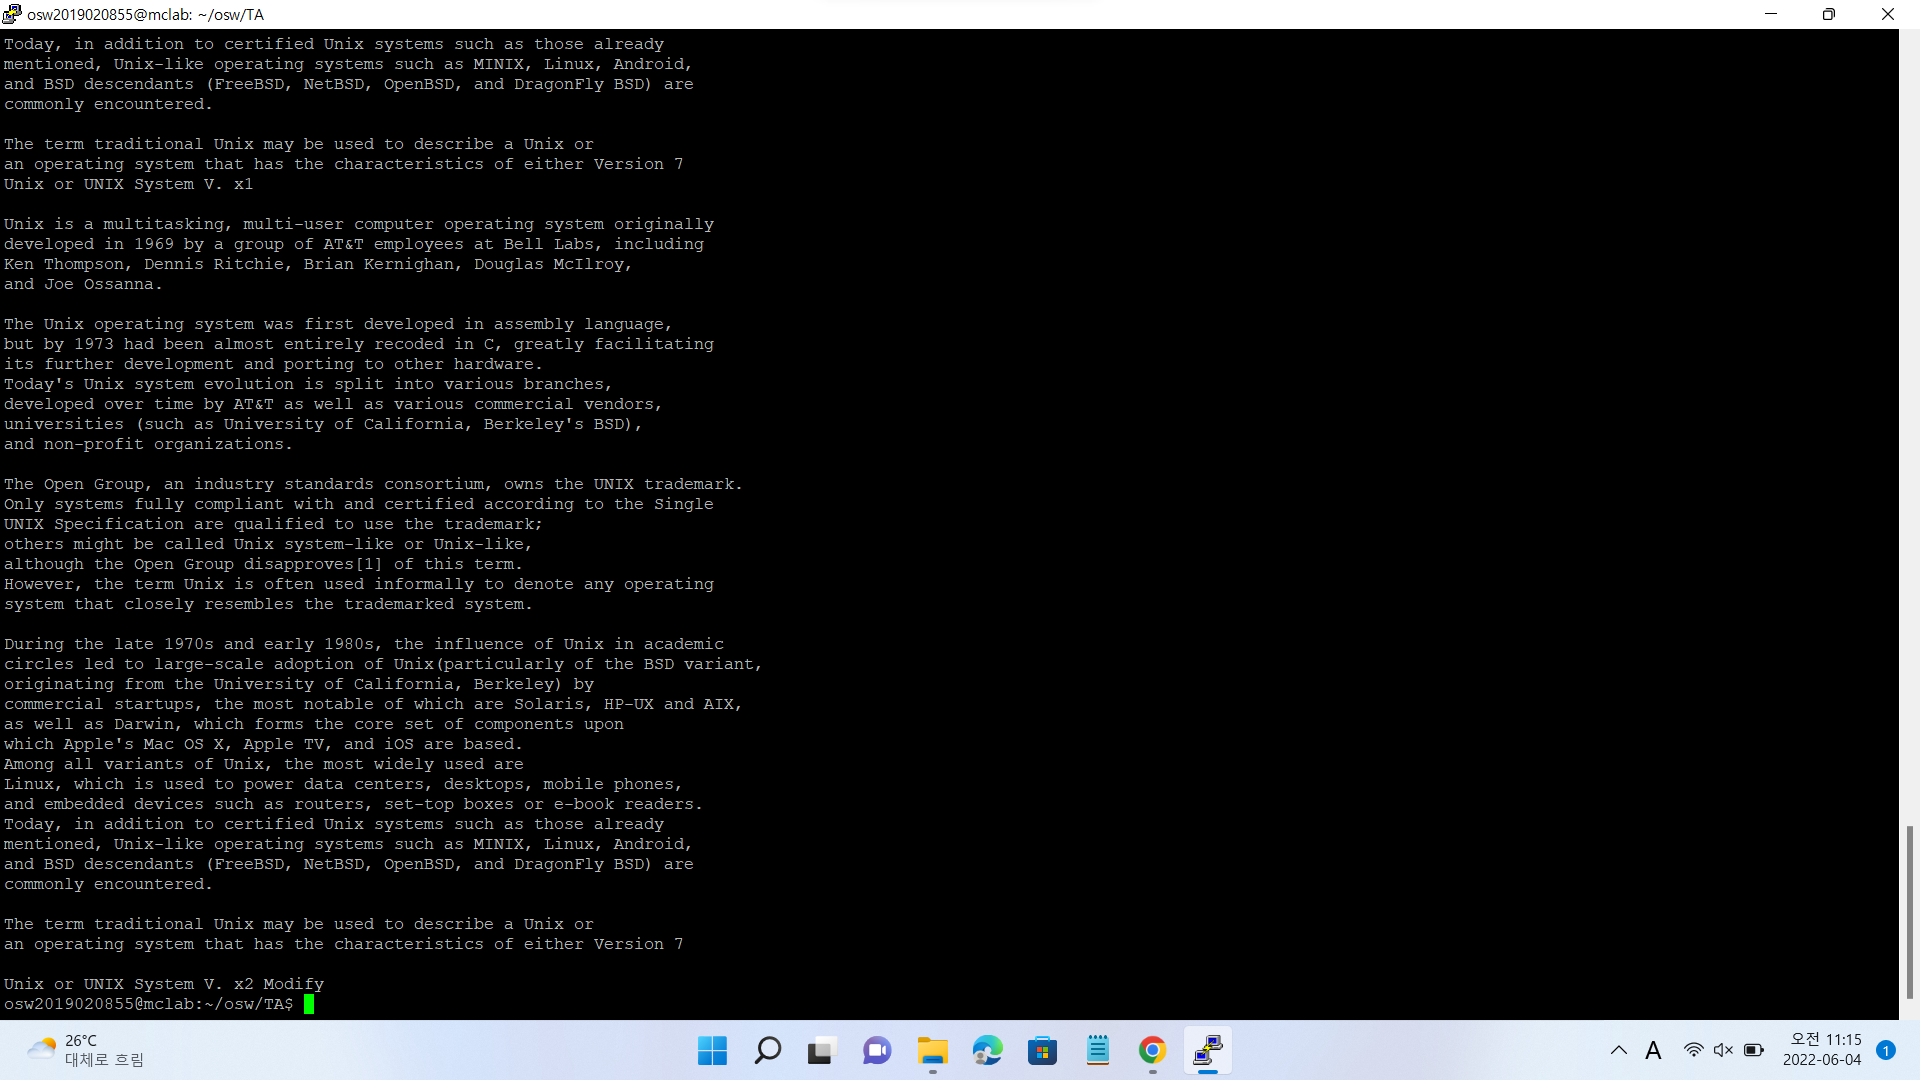 osw2019020855@mclab: ~/osw/TA
Today, in addition to certified Unix systems such as those already
mentioned, Unix-like operating systems such as MINIX, Linux, Android,
and BSD descendants (FreeBSD, NetBSD, OpenBSD, and DragonFly BSD) are
commonly encountered.
The term traditional Unix may be used to describe a Unix or
an operating system that has the characteristics of either Version 7
Unix or UNIX System V. x1
Unix is a multitasking, multi-user computer operating system originally
developed in 1969 by a group of AT&T employees at Bell Labs, including
Ken Thompson, Dennis Ritchie, Brian Kernighan, Douglas McIlroy,
and Joe Ossanna.
The Unix operating system was first developed in assembly language,
but by 1973 had been almost entirely recoded in C, greatly facilitating
its further development and porting to other hardware.
Today's Unix system evolution is split into various branches,
developed over time by AT&T as well as various commercial vendors,
universities (such as University of California, Berkeley's BSD),
and non-profit organizations.
The Open Group, an industry standards consortium, owns the UNIX trademark.
Only systems fully compliant with and certified according to the Single
UNIX Specification are qualified to use the trademark;
others might be called Unix system-like or Unix-like,
although the Open Group disapproves[1] of this term.
However, the term Unix is often used informally to denote any operating
system that closely resembles the trademarked system.
During the late 1970s and early 1980s, the influence of Unix in academic
circles led to large-scale adoption of Unix(particularly of the BSD variant,
originating from the University of California, Berkeley) by
commercial startups, the most notable of which are Solaris, HP-UX and AIX,
as well as Darwin, which forms the core set of components upon
which Apple's Mac OS X, Apple TV, and iOS are based.
Among all variants of Unix, the most widely used are
Linux, which is used to power data centers, desktops, mobile phones,
and embedded devices such as routers, set-top boxes or e-book readers.
Today, in addition to certified Unix systems such as those already
mentioned, Unix-like operating systems such as MINIX, Linux, Android,
and BSD descendants (FreeBSD, NetBSD, OpenBSD, and DragonFly BSD) are
commonly encountered.
The term traditional Unix may be used to describe a Unix or
an operating system that has the characteristics of either Version 7
Unix or UNIX System V. x2 Modify
osw2019020855@mclab:~/osw/TA$
26°C
대체로 흐림
A
오전 11:15
2022-06-04
1